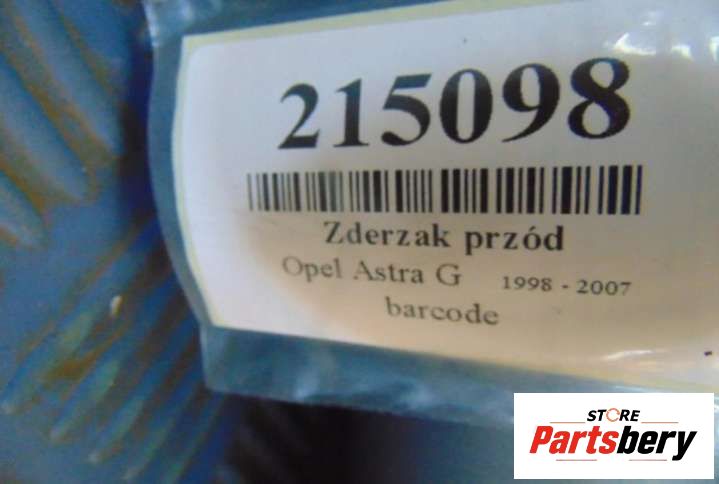 215098
Zderzak przód
Opel Astra G 1998 - 2007
barcode
STORE
Partsbery